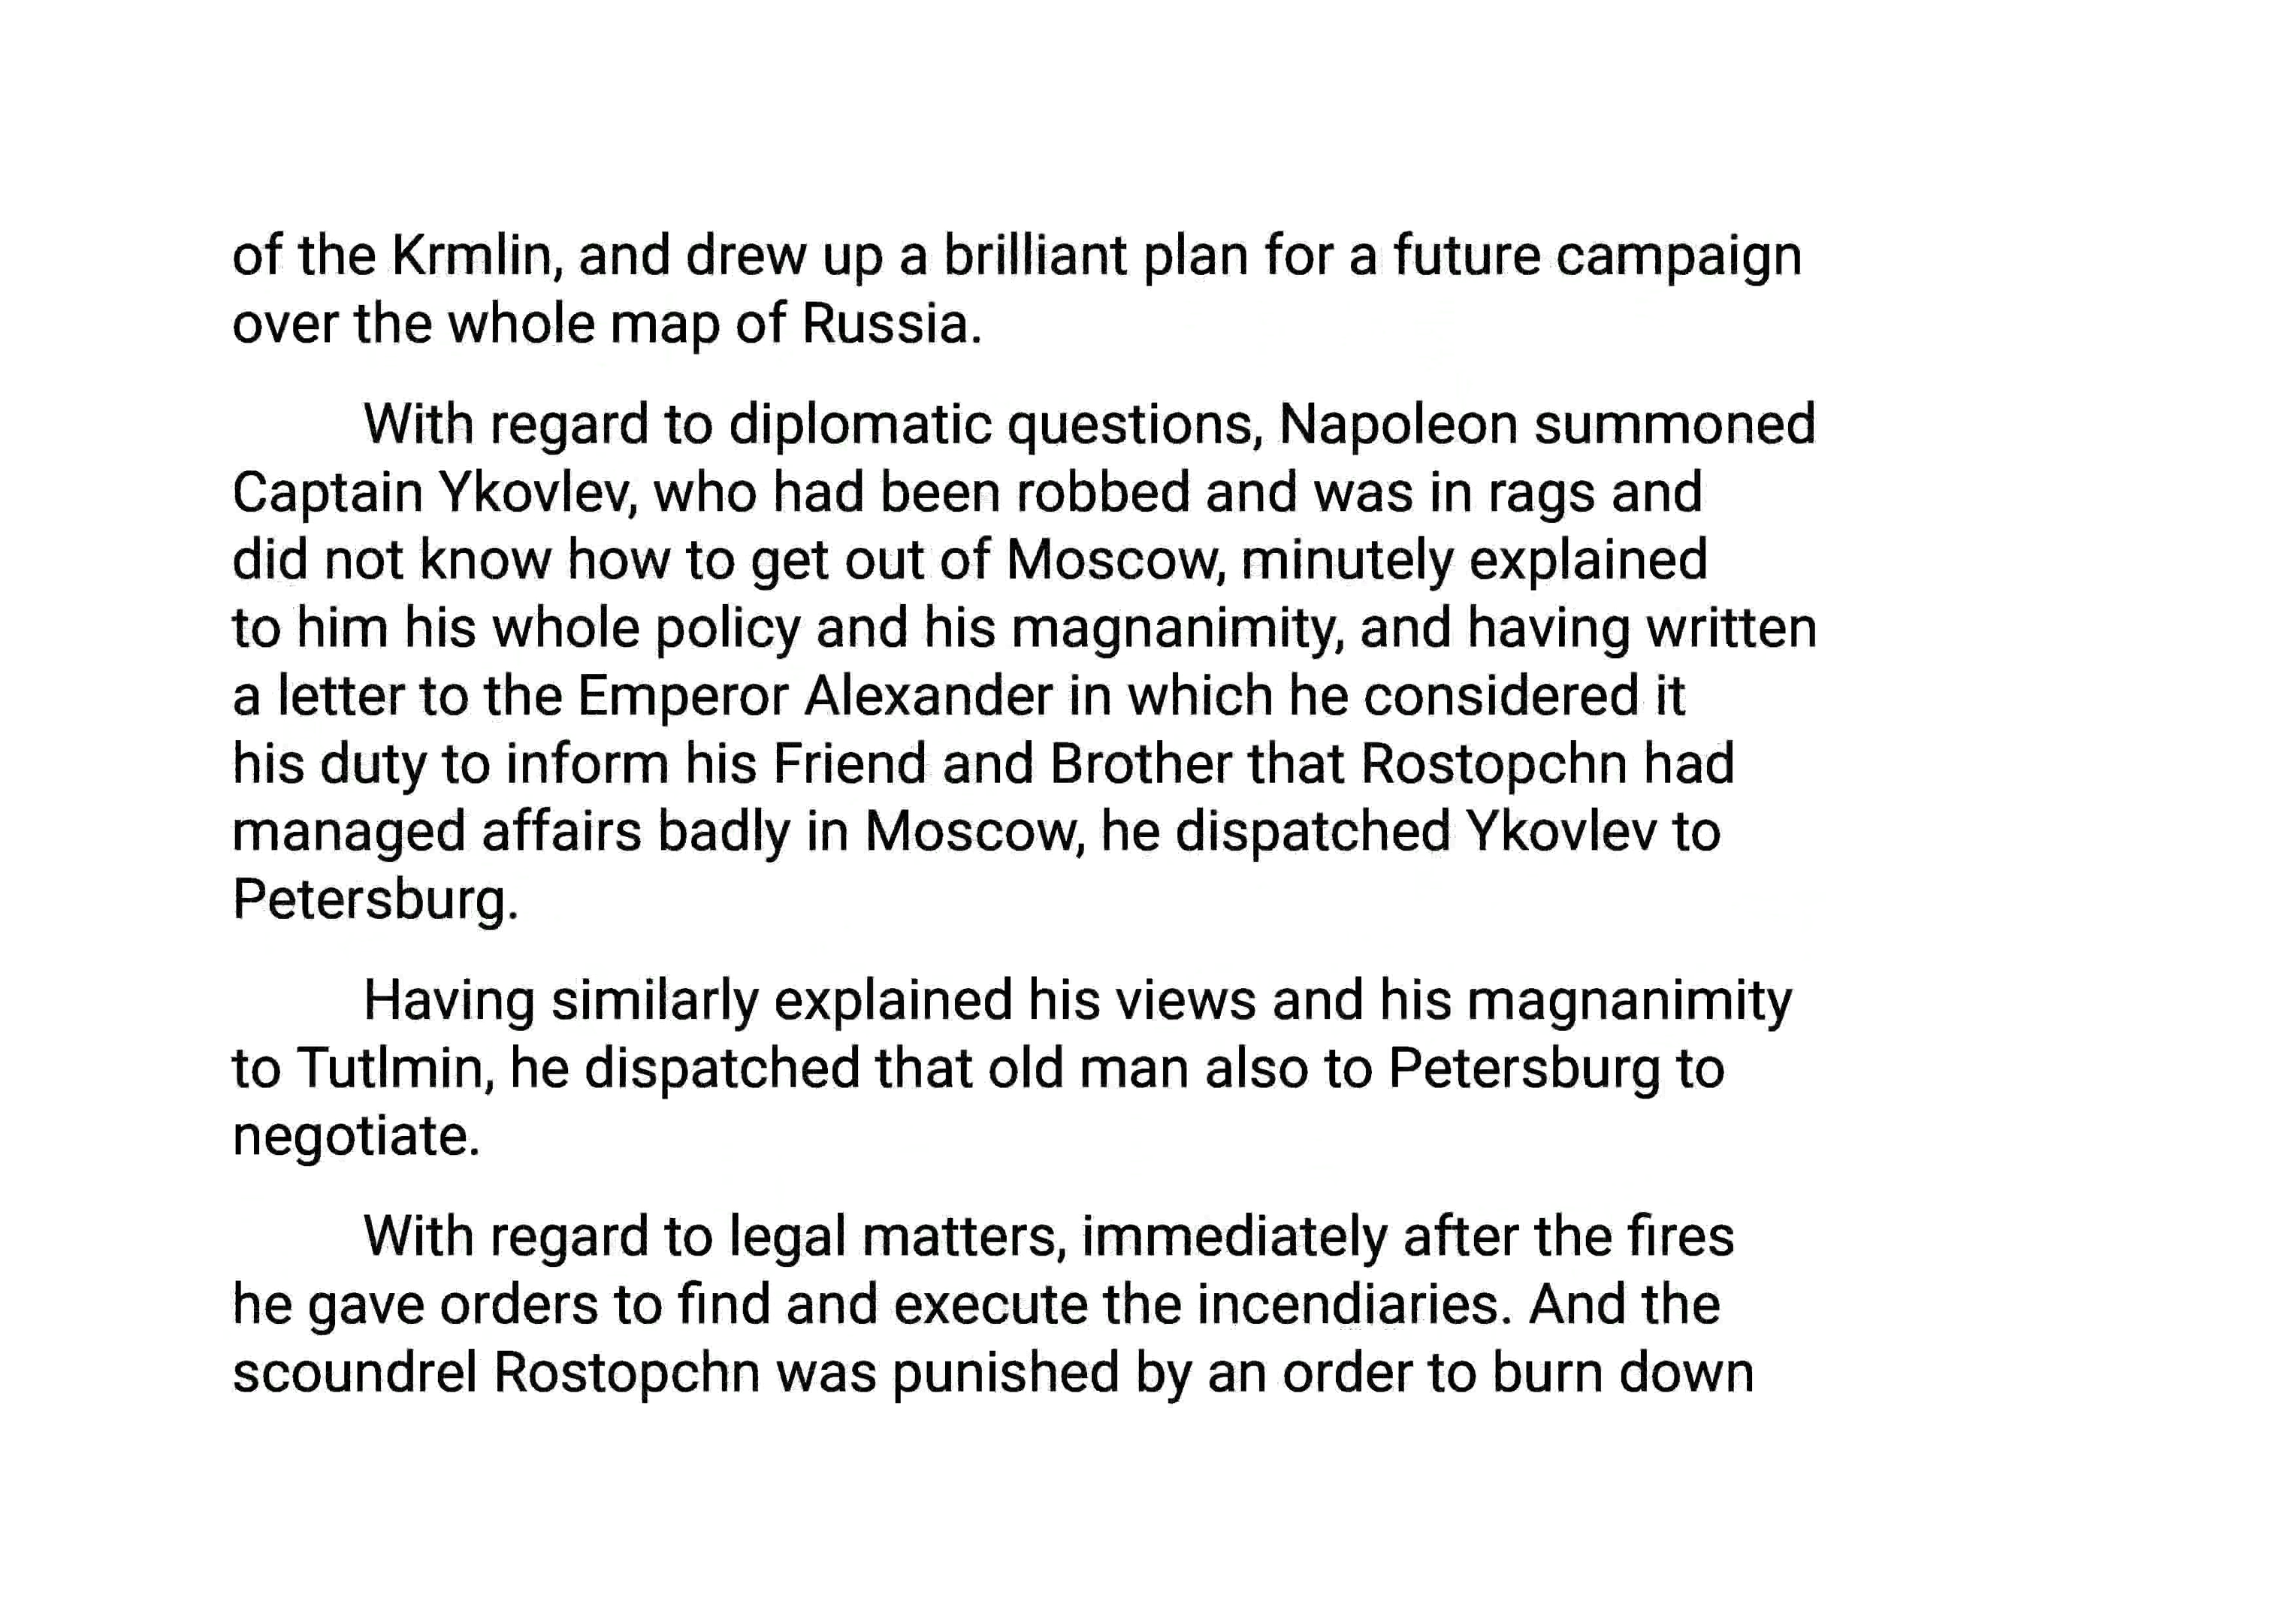 of the Krmlin, and drew up a brilliant plan for a future campaign
over the whole map of Russia.
With regard to diplomatic questions, Napoleon summoned
Captain Ykovlev, who had been robbed and was in rags and
did not know how to get out of Moscow, minutely explained
to him his whole policy and his magnanimity, and having written
a letter to the Emperor Alexander in which he considered it
his duty to inform his Friend and Brother that Rostopchn had
managed affairs badly in Moscow, he dispatched Ykovlev to
Petersburg.
Having similarly explained his views and his magnanimity
to Tutlmin, he dispatched that old man also to Petersburg to
negotiate.
With regard to legal matters, immediately after the fires
he gave orders to find and execute the incendiaries. And the
scoundrel Rostopchn was punished by an order to burn down